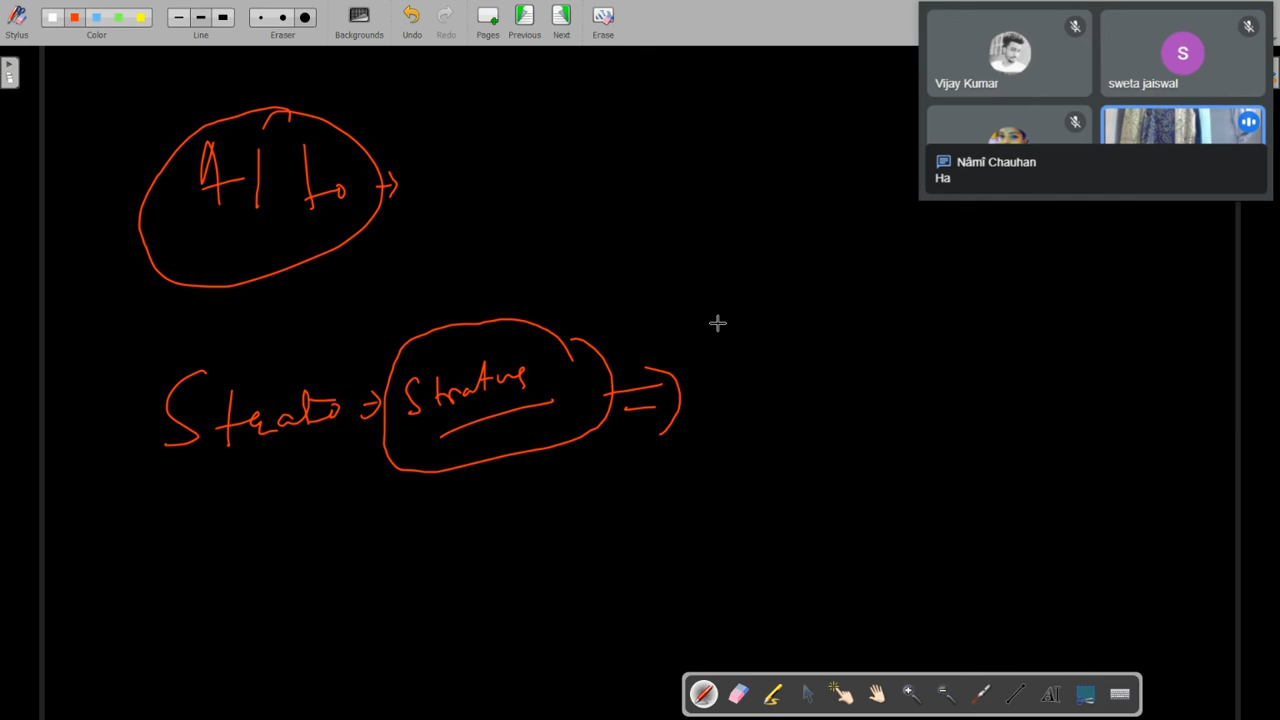 Stylus
Color
Line
Eraser
Backgrounds
Undo
Redo
Pages
Previous
Next
Erase
Vijay Kumar
S
sweta jaiswal
Nâmî Chauhan
Ha
Strato → Stratus ⇒